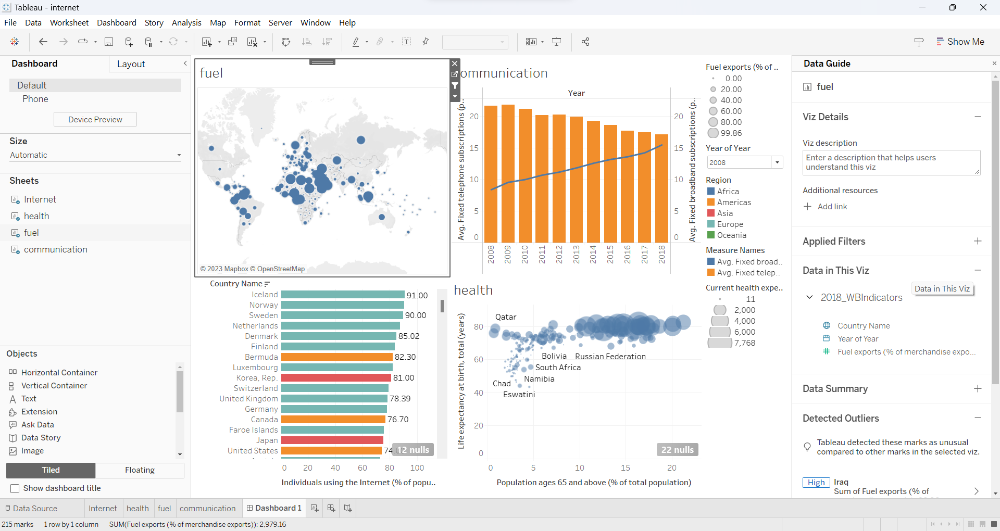 Tableau - internet
File Data Worksheet Dashboard Story Analysis Map Format Server Window Help
Show Me
Dashboard
Layout
Default
Phone
Device Preview
Size
Automatic
Sheets
Internet
health
fuel
communication
Objects
Horizontal Container
Vertical Container
Text
Extension
Ask Data
Data Story
Image
Tiled
Floating
Show dashboard title
fuel
© 2023 Mapbox © OpenStreetMap
ommunication
Year
Avg. Fixed telephone subscriptions (p..
20
15
10
5
0
20
15
10
5
0
Avg. Fixed broadband subscriptions (p..
2008
2009
2010
2011
2012
2013
2014
2015
2016
2017
2018
Country Name
Iceland 91.00
Norway
Sweden 90.00
Netherlands
Denmark 85.02
Finland
Bermuda 82.30
Luxembourg
Korea, Rep. 81.00
Switzerland
United Kingdom 78.39
Germany
Canada 76.70
Faroe Islands
Japan
United States 74.
12 nulls
0 20 40 60 80 100
Individuals using the Internet (% of popu..
health
Life expectancy at birth, total (years)
80
60
40
20
0
Qatar
Bolivia
Russian Federation
South Africa
Namibia
Chad
Eswatini
22 nulls
0 5 10 15 20
Population ages 65 and above (% of total population)
Fuel exports (% of ..
0.00
20.00
40.00
60.00
80.00
99.86
Year of Year
2008
Region
Africa
Americas
Asia
Europe
Oceania
Measure Names
Avg. Fixed broad..
Avg. Fixed telep..
Current health expe..
11
2,000
4,000
6,000
7,768
Data Guide
fuel
Viz Details
Viz description
Enter a description that helps users
understand this viz
Additional resources
Add link
Applied Filters
Data in This Viz
Data in This Viz
2018_WBIndicators
Country Name
Year of Year
Fuel exports (% of merchandise expo...
Data Summary
Detected Outliers
Tableau detected these marks as unusual
compared to other marks in the selected viz.
High
Iraq
Sum of Fuel exports (% of
Data Source
Internet
health
fuel
communication
Dashboard 1
215 marks
1 row by 1 column
SUM(Fuel exports (% of merchandise exports)): 2,979.16